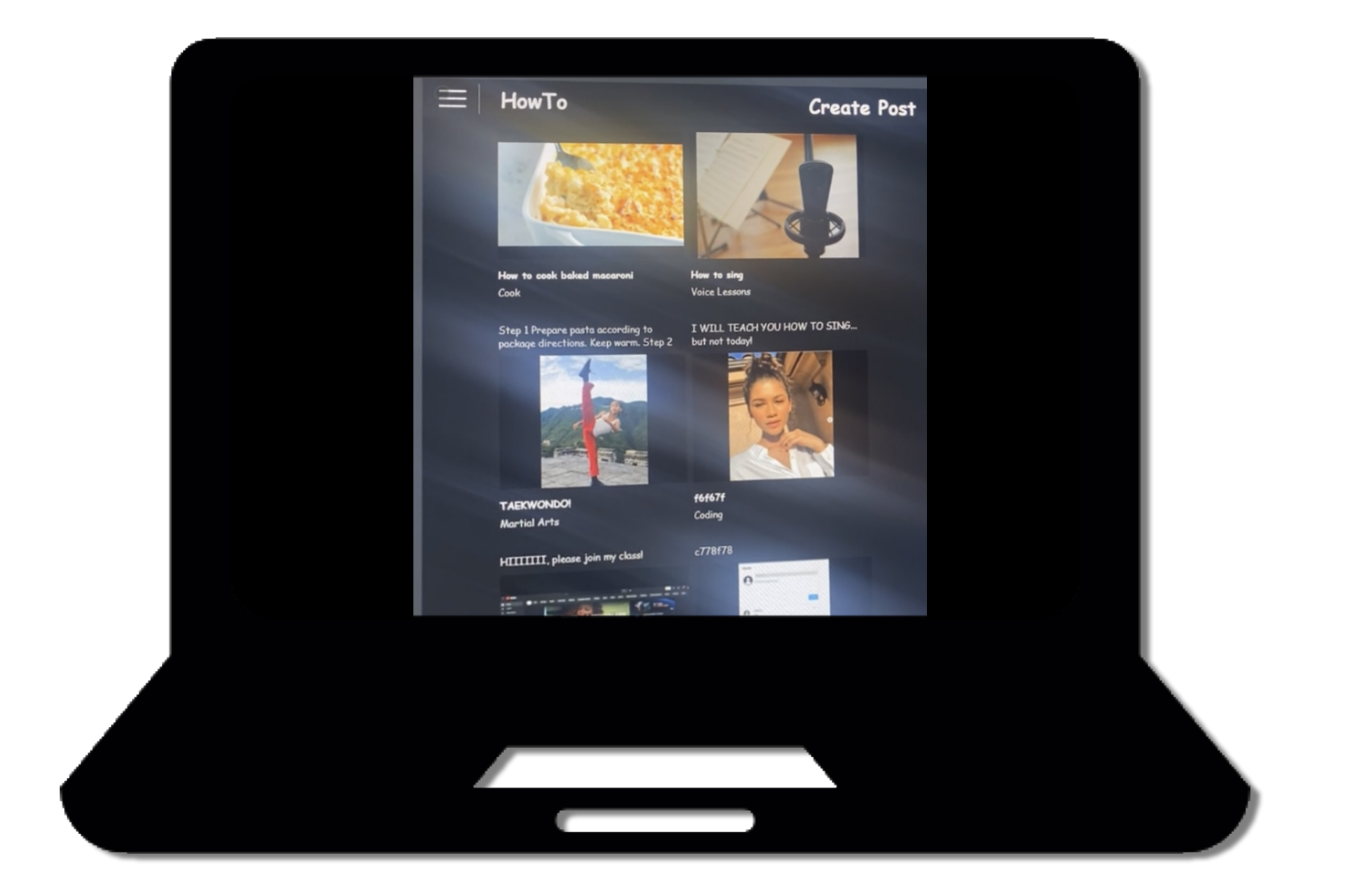 HowTo
Create Post
How to cook baked macaroni
Cook
Step 1 Prepare pasta according to
package directions. Keep warm. Step 2
How to sing
Voice Lessons
I WILL TEACH YOU HOW TO SING...
but not today!
TAEKWONDO!
Martial Arts
HIIIIIII, please join my class!
f6f67f
Coding
c778f78